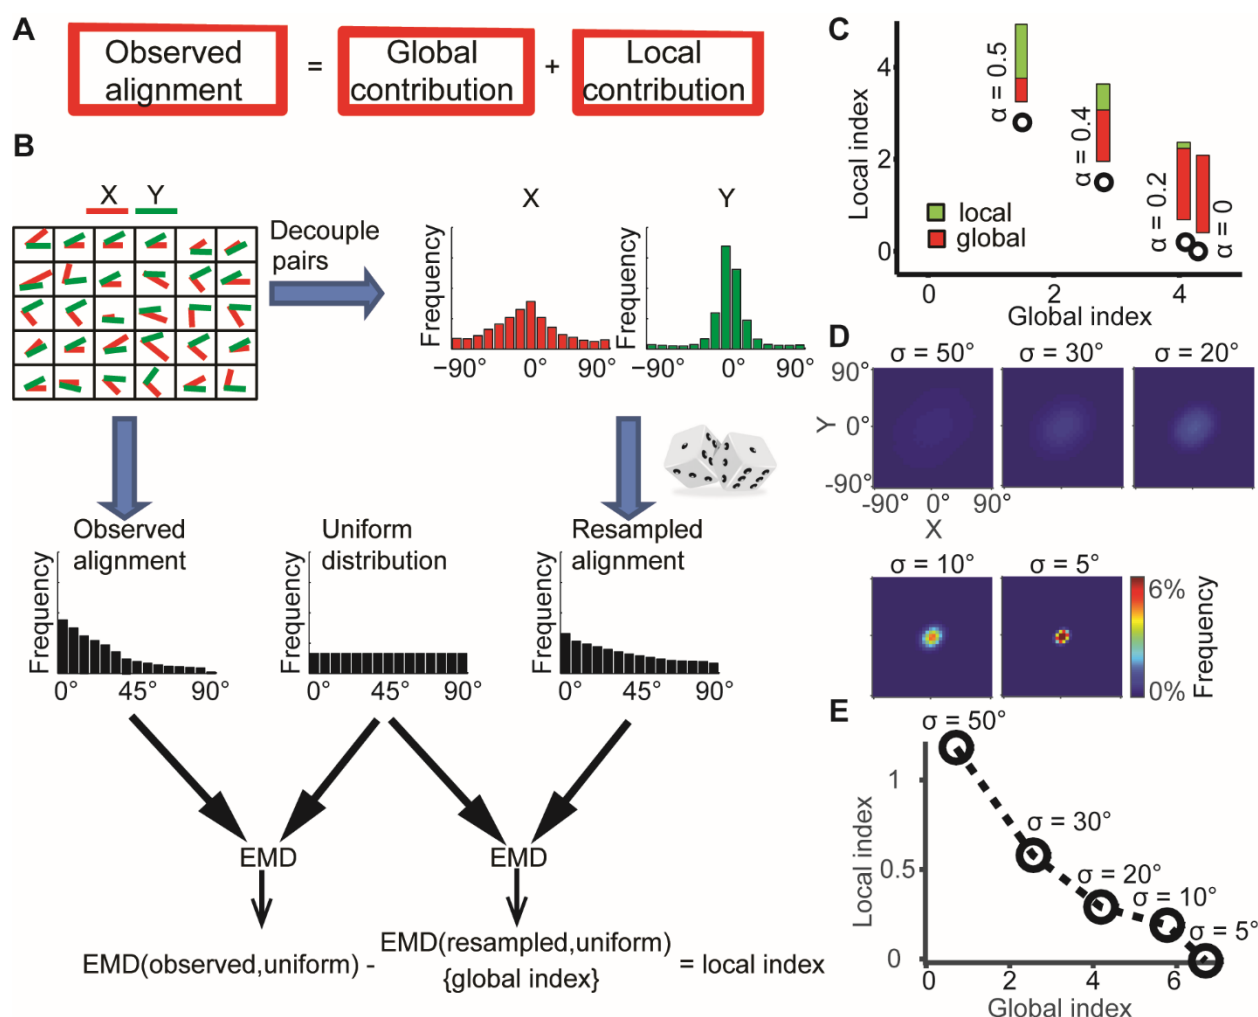 A
Observed alignment
=
Global contribution
+
Local contribution
B
X
Y
Decouple pairs
X
Frequency
−90°
0°
90°
Y
Frequency
−90°
0°
90°
Observed alignment
Frequency
0°
45°
90°
Uniform distribution
Frequency
0°
45°
90°
Resampled alignment
Frequency
0°
45°
90°
EMD
EMD
EMD(observed,uniform) -
EMD(resampled,uniform)
{global index}
= local index
C
Local index
4
2
0
α = 0.5
α = 0.4
α = 0.2
α = 0
local
global
0
2
4
Global index
D
σ = 50°
σ = 30°
σ = 20°
90°
Y 0°
-90°
-90°
0°
90°
X
σ = 10°
σ = 5°
6%
0%
Frequency
E
σ = 50°
σ = 30°
σ = 20°
σ = 10°
σ = 5°
Local index
1
0.5
0
0
2
4
6
Global index